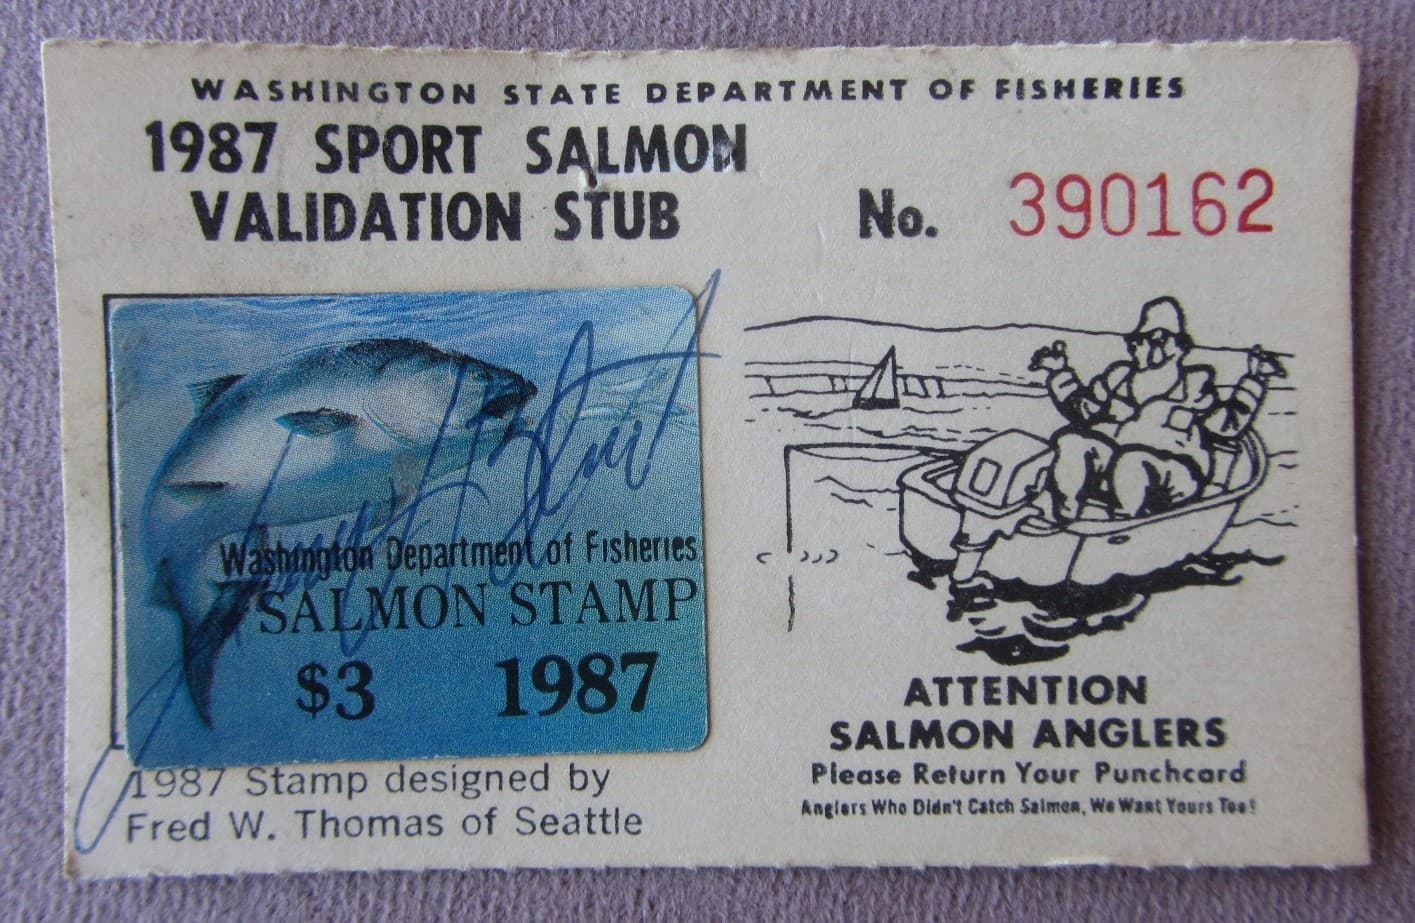 WASHINGTON STATE DEPARTMENT OF FISHERIES
1987 SPORT SALMON
VALIDATION STUB
No. 390162
Washington Department of Fisheries
SALMON STAMP
$3 1987
1987 Stamp designed by
Fred W. Thomas of Seattle
ATTENTION
SALMON ANGLERS
Please Return Your Punchcard
Anglers Who Didn't Catch Salmon, We Want Yours Too!